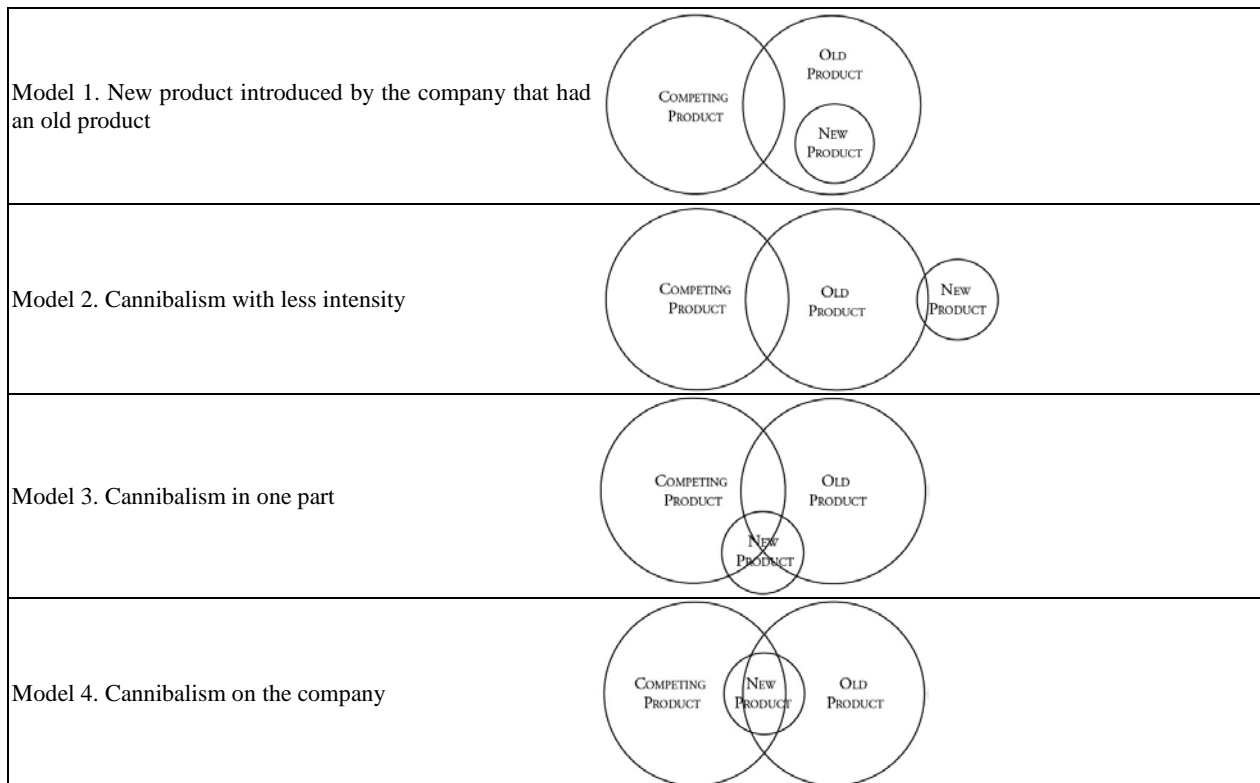 Model 1. New product introduced by the company that had
an old product
COMPETING
PRODUCT
OLD
PRODUCT
NEW
PRODUCT
Model 2. Cannibalism with less intensity
COMPETING
PRODUCT
OLD
PRODUCT
NEW
PRODUCT
Model 3. Cannibalism in one part
COMPETING
PRODUCT
OLD
PRODUCT
NEW
PRODUCT
Model 4. Cannibalism on the company
COMPETING
PRODUCT
NEW
PRODUCT
OLD
PRODUCT